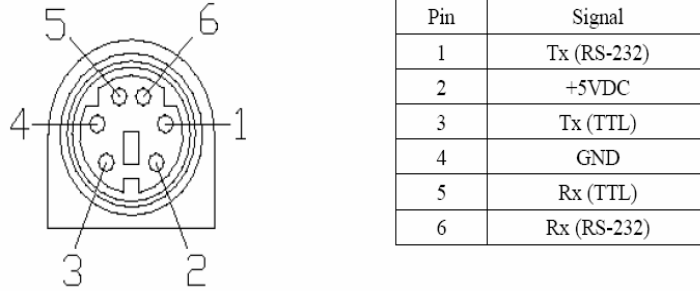 5
6
4
1
3
2
Pin Signal
1 Tx (RS-232)
2 +5VDC
3 Tx (TTL)
4 GND
5 Rx (TTL)
6 Rx (RS-232)